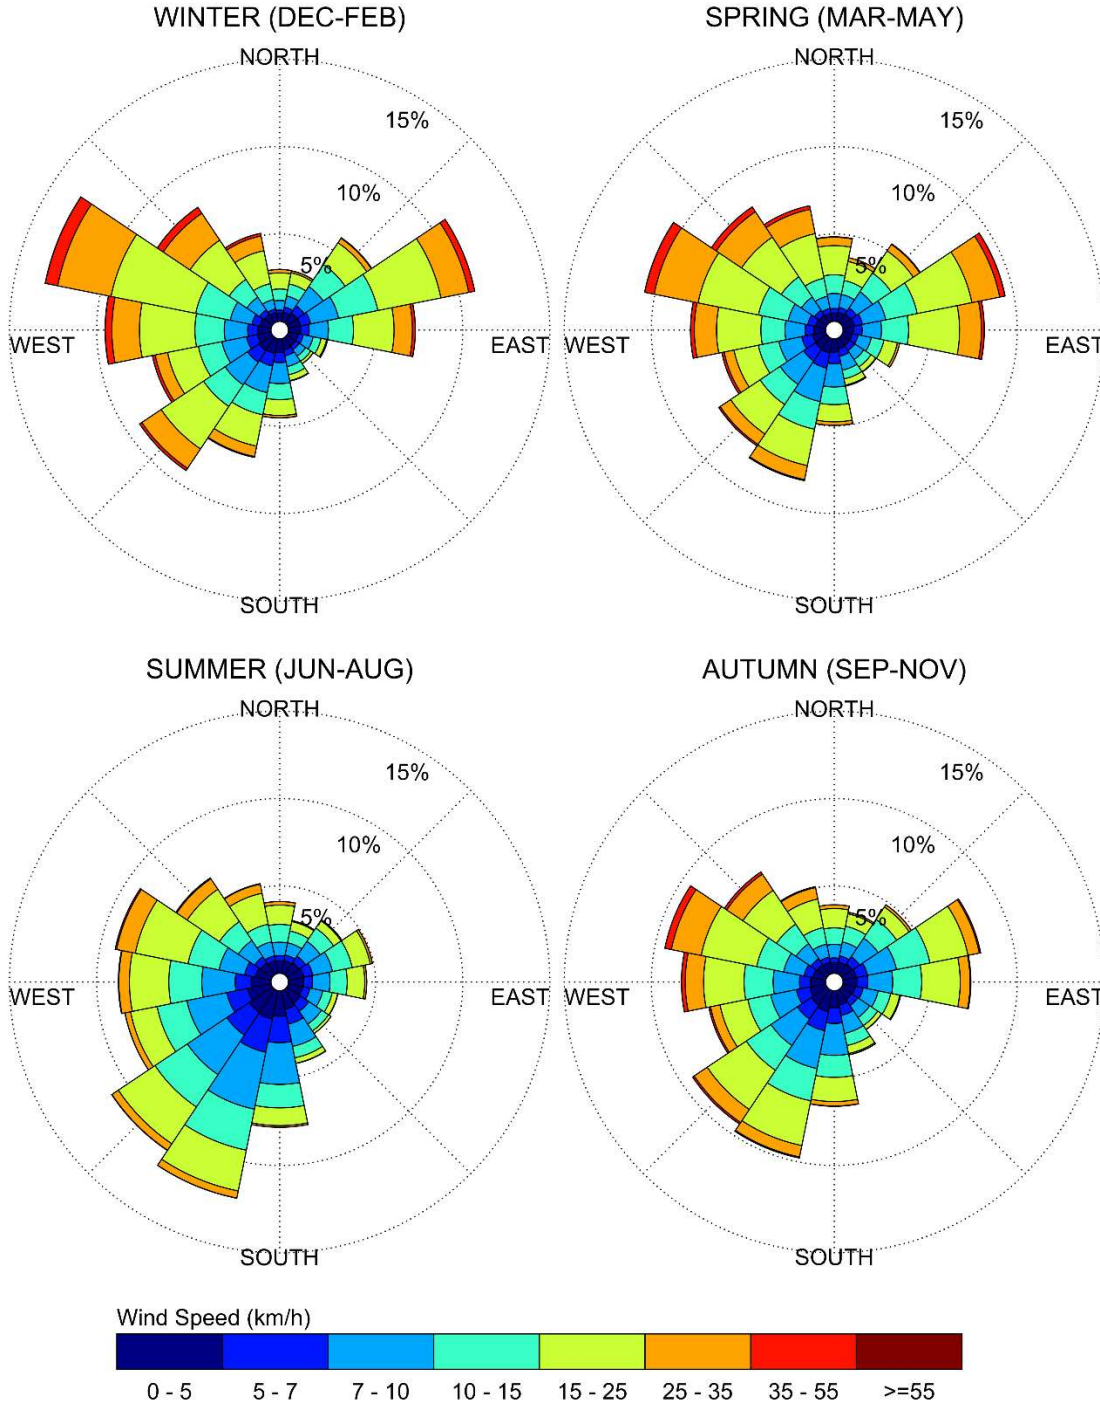 WINTER (DEC-FEB)
NORTH
15%
10%
5%
WEST
EAST
SOUTH
SPRING (MAR-MAY)
NORTH
15%
10%
5%
WEST
EAST
SOUTH
SUMMER (JUN-AUG)
NORTH
15%
10%
5%
WEST
EAST
SOUTH
AUTUMN (SEP-NOV)
NORTH
15%
10%
5%
WEST
EAST
SOUTH
Wind Speed (km/h)
0 - 5 5 - 7 7 - 10 10 - 15 15 - 25 25 - 35 35 - 55 >=55